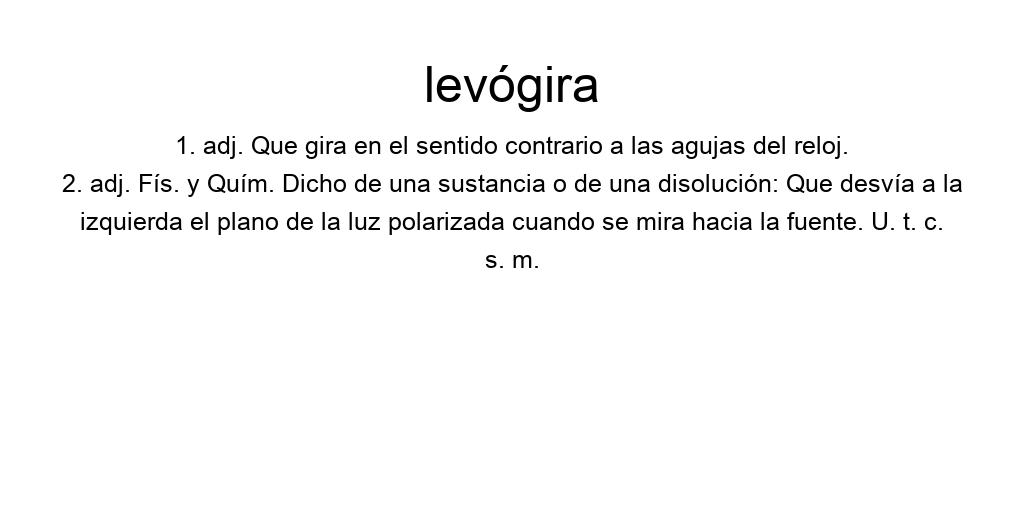 levógira
1. adj. Que gira en el sentido contrario a las agujas del reloj.
2. adj. Fís. y Quím. Dicho de una sustancia o de una disolución: Que desvía a la
izquierda el plano de la luz polarizada cuando se mira hacia la fuente. U. t. c.
s. m.